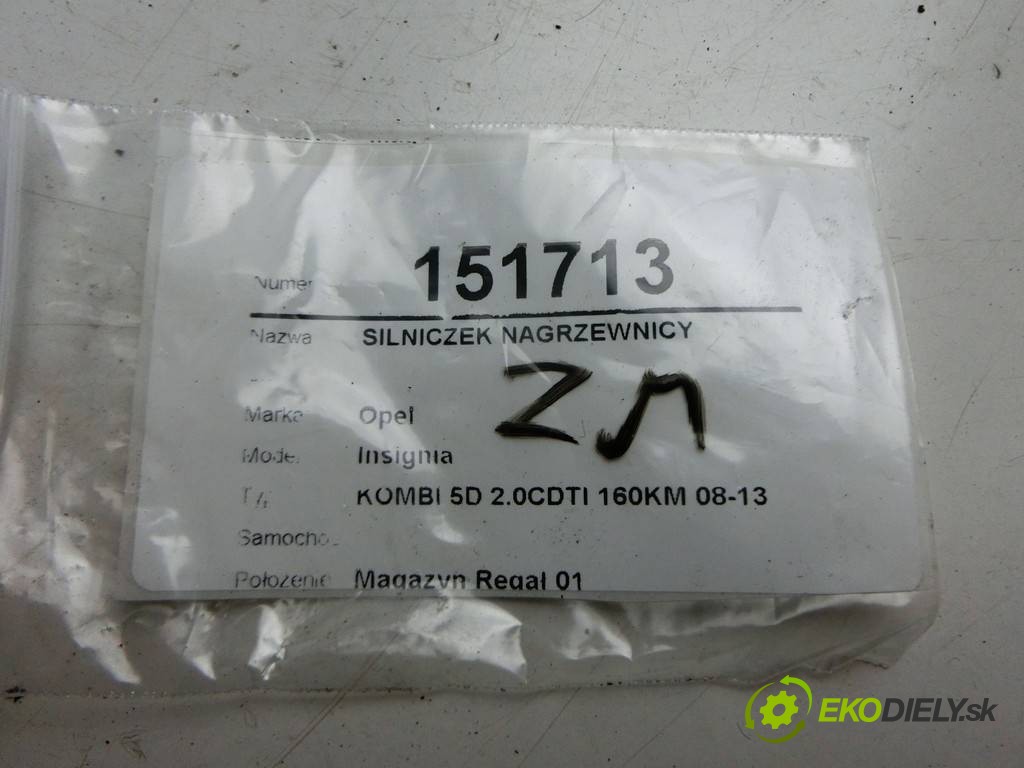 Numer 151713
Nazwa SILNICZEK NAGRZEWNICY
Marka Opel
Model Insignia
KOMBI 5D 2.0CDTI 160KM 08-13
Położenie Magazyn Regał 01
EKODIELY.sk